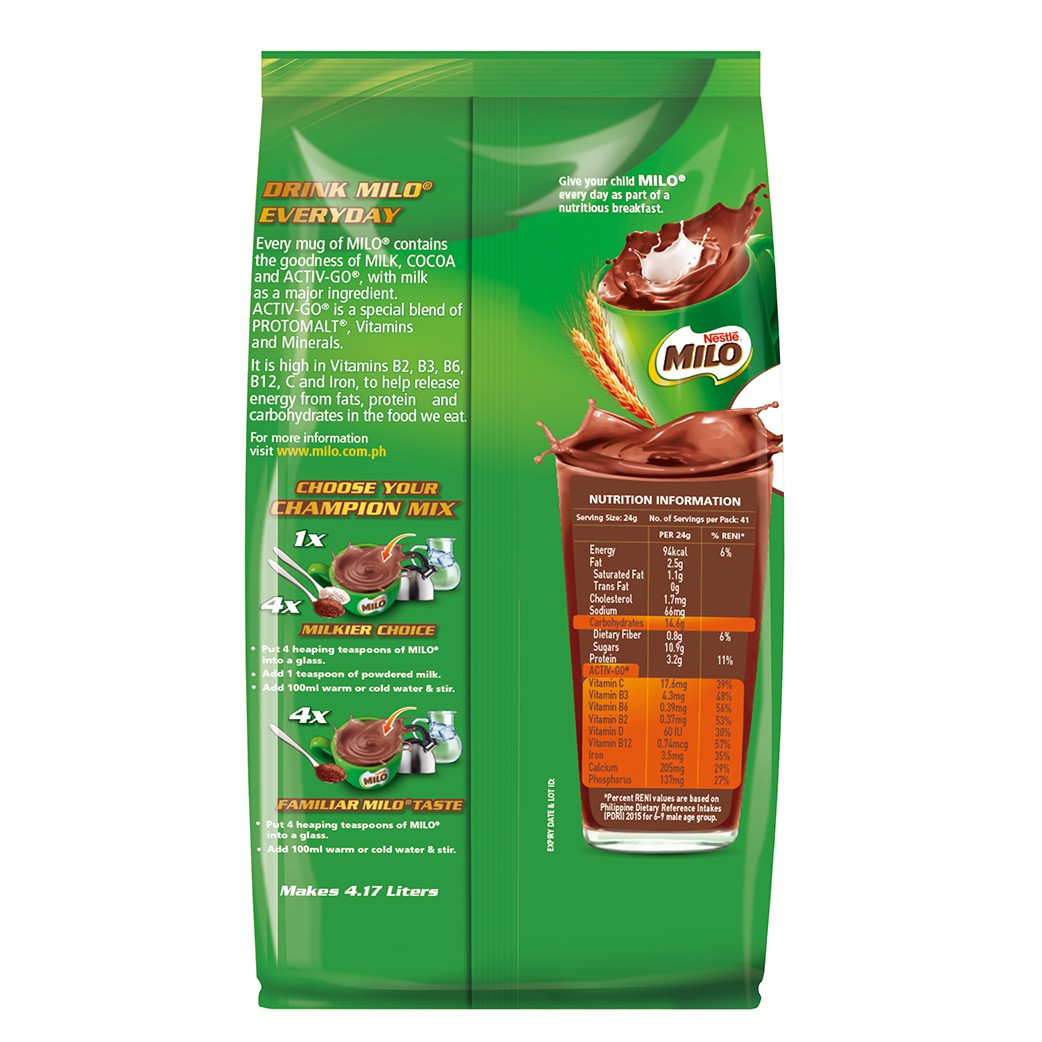 DRINK MILO®
EVERYDAY
Every mug of MILO® contains
the goodness of MILK, COCOA
and ACTIV-GO®, with milk
as a major ingredient.
ACTIV-GO® is a special blend of
PROTOMALT®, Vitamins
and Minerals.
It is high in Vitamins B2, B3, B6,
B12, C and Iron, to help release
energy from fats, protein and
carbohydrates in the food we eat.
For more information
visit www.milo.com.ph
CHOOSE YOUR
CHAMPION MIX
1x
4x
MILO
MILKIER CHOICE
• Put 4 heaping teaspoons of MILO®
into a glass.
• Add 1 teaspoon of powdered milk.
• Add 100ml warm or cold water & stir.
4x
MILO
FAMILIAR MILO® TASTE
• Put 4 heaping teaspoons of MILO®
into a glass.
• Add 100ml warm or cold water & stir.
Makes 4.17 Liters
Give your child MILO®
every day as part of a
nutritious breakfast.
Nestlé
MILO
NUTRITION INFORMATION
Serving Size: 24g No. of Servings per Pack: 41
PER 24g % RENI*
Energy 94kcal 6%
Fat 2.5g
Saturated Fat 1.1g
Trans Fat 0g
Cholesterol 1.7mg
Sodium 66mg
Carbohydrates 14.6g
Dietary Fiber 0.8g 6%
Sugars 10.9g
Protein 3.2g 11%
ACTIV-GO®
Vitamin C 17.6mg 39%
Vitamin B3 4.3mg 48%
Vitamin B6 0.39mg 56%
Vitamin B2 0.37mg 53%
Vitamin D 60 IU 30%
Vitamin B12 0.74mcg 57%
Iron 3.5mg 35%
Calcium 205mg 29%
Phosphorus 137mg 27%
*Percent RENI values are based on
Philippine Dietary Reference Intakes
(PDRI) 2015 for 6-9 male age group.
EXPIRY DATE & LOT ID: